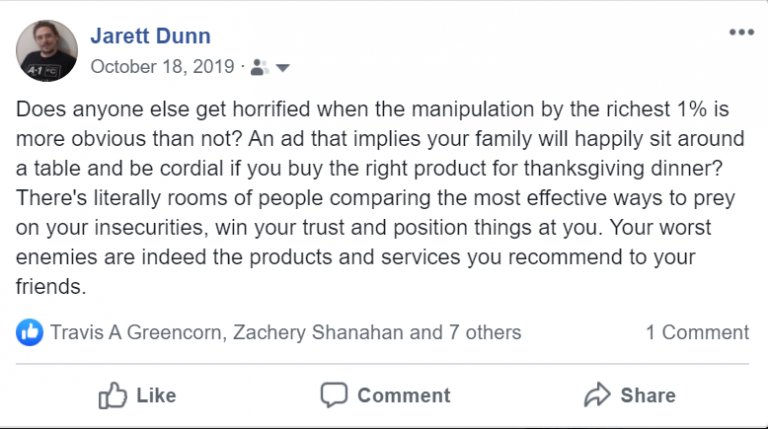 Jarett Dunn
October 18, 2019 ·
Does anyone else get horrified when the manipulation by the richest 1% is
more obvious than not? An ad that implies your family will happily sit around
a table and be cordial if you buy the right product for thanksgiving dinner?
There's literally rooms of people comparing the most effective ways to prey
on your insecurities, win your trust and position things at you. Your worst
enemies are indeed the products and services you recommend to your
friends.
Travis A Greencorn, Zachery Shanahan and 7 others 1 Comment
Like Comment Share